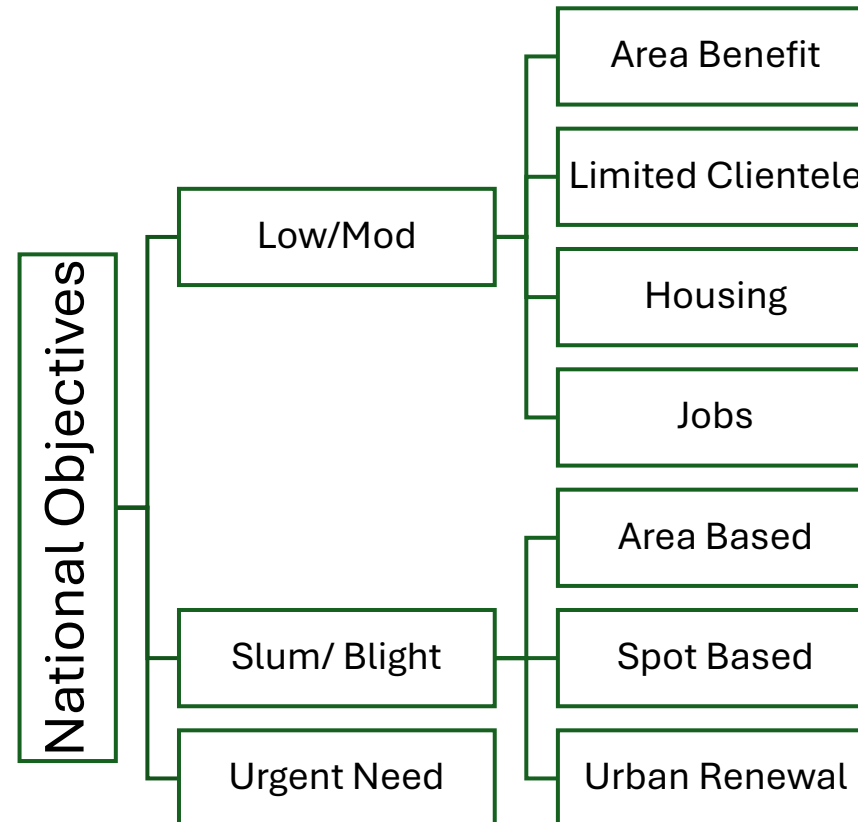 National Objectives
Low/Mod
Area Benefit
Limited Clientele
Housing
Jobs
Slum/ Blight
Area Based
Spot Based
Urban Renewal
Urgent Need